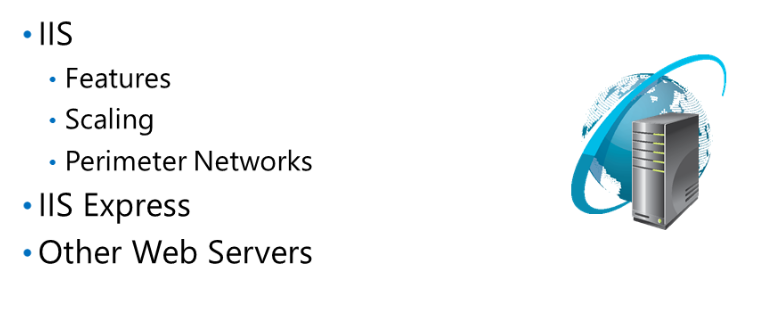 • IIS
• Features
• Scaling
• Perimeter Networks
• IIS Express
• Other Web Servers